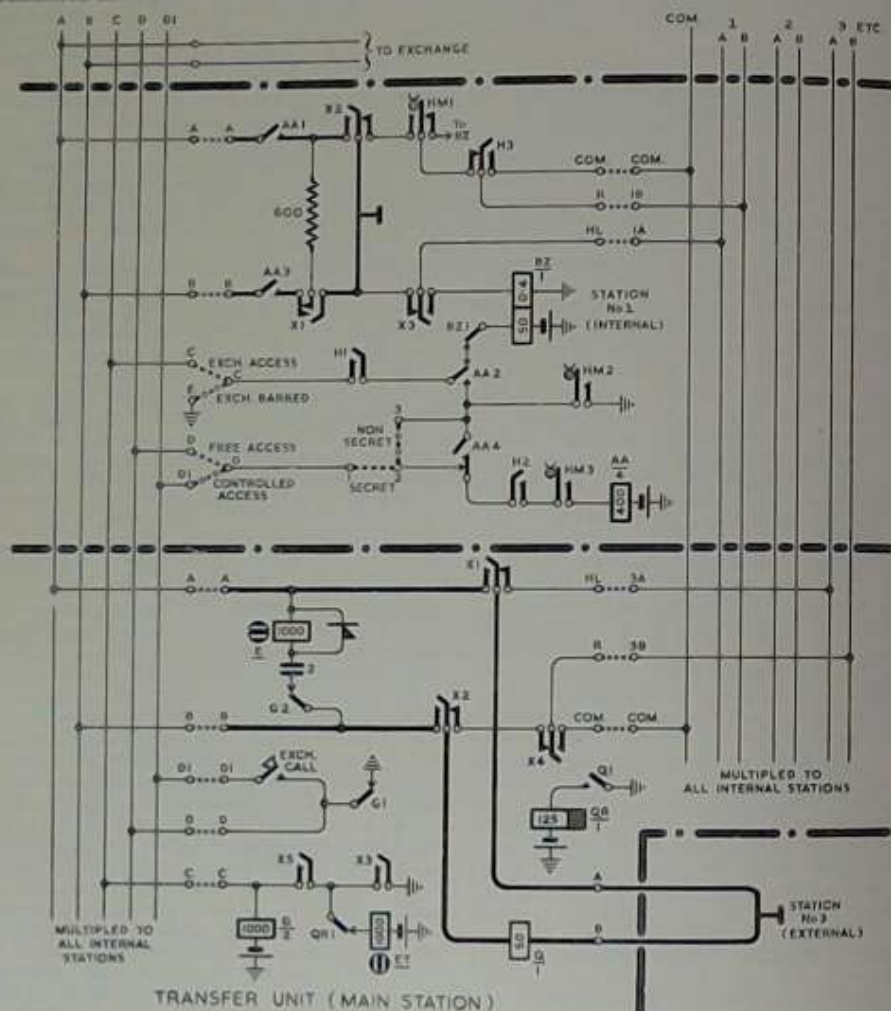 A B C D D1
COM. 1 2 3 ETC
A B A B A B
TO EXCHANGE
X2 HM1
A A AA1 TO BZ H3
COM. COM.
600 R 1B
HL 1A
AA3 BZ/1
B B 0·4 STATION
X1 X3 No 1
BZ1 50 (INTERNAL)
C EXCH. ACCESS H1 AA2 HM2
C
E EXCH. BARRED
3
NON
SECRET
D FREE ACCESS AA4
D H2 HM3 AA/4
D1 CONTROLLED 1 2
ACCESS SECRET 400
X1
A A HL 3A
E 1000
2 R 3B
G2 X2
B B COM. COM.
X4
EXCH.
D1 D1 CALL Q1
MULTIPLED TO
ALL INTERNAL STATIONS
G1 125 QR/1
D D
X5 X3
C C A
STATION
No 3
(EXTERNAL)
MULTIPLED TO
ALL INTERNAL
STATIONS
1000 G/2 QR1 1000 ET 50 Q/1 B
TRANSFER UNIT (MAIN STATION)